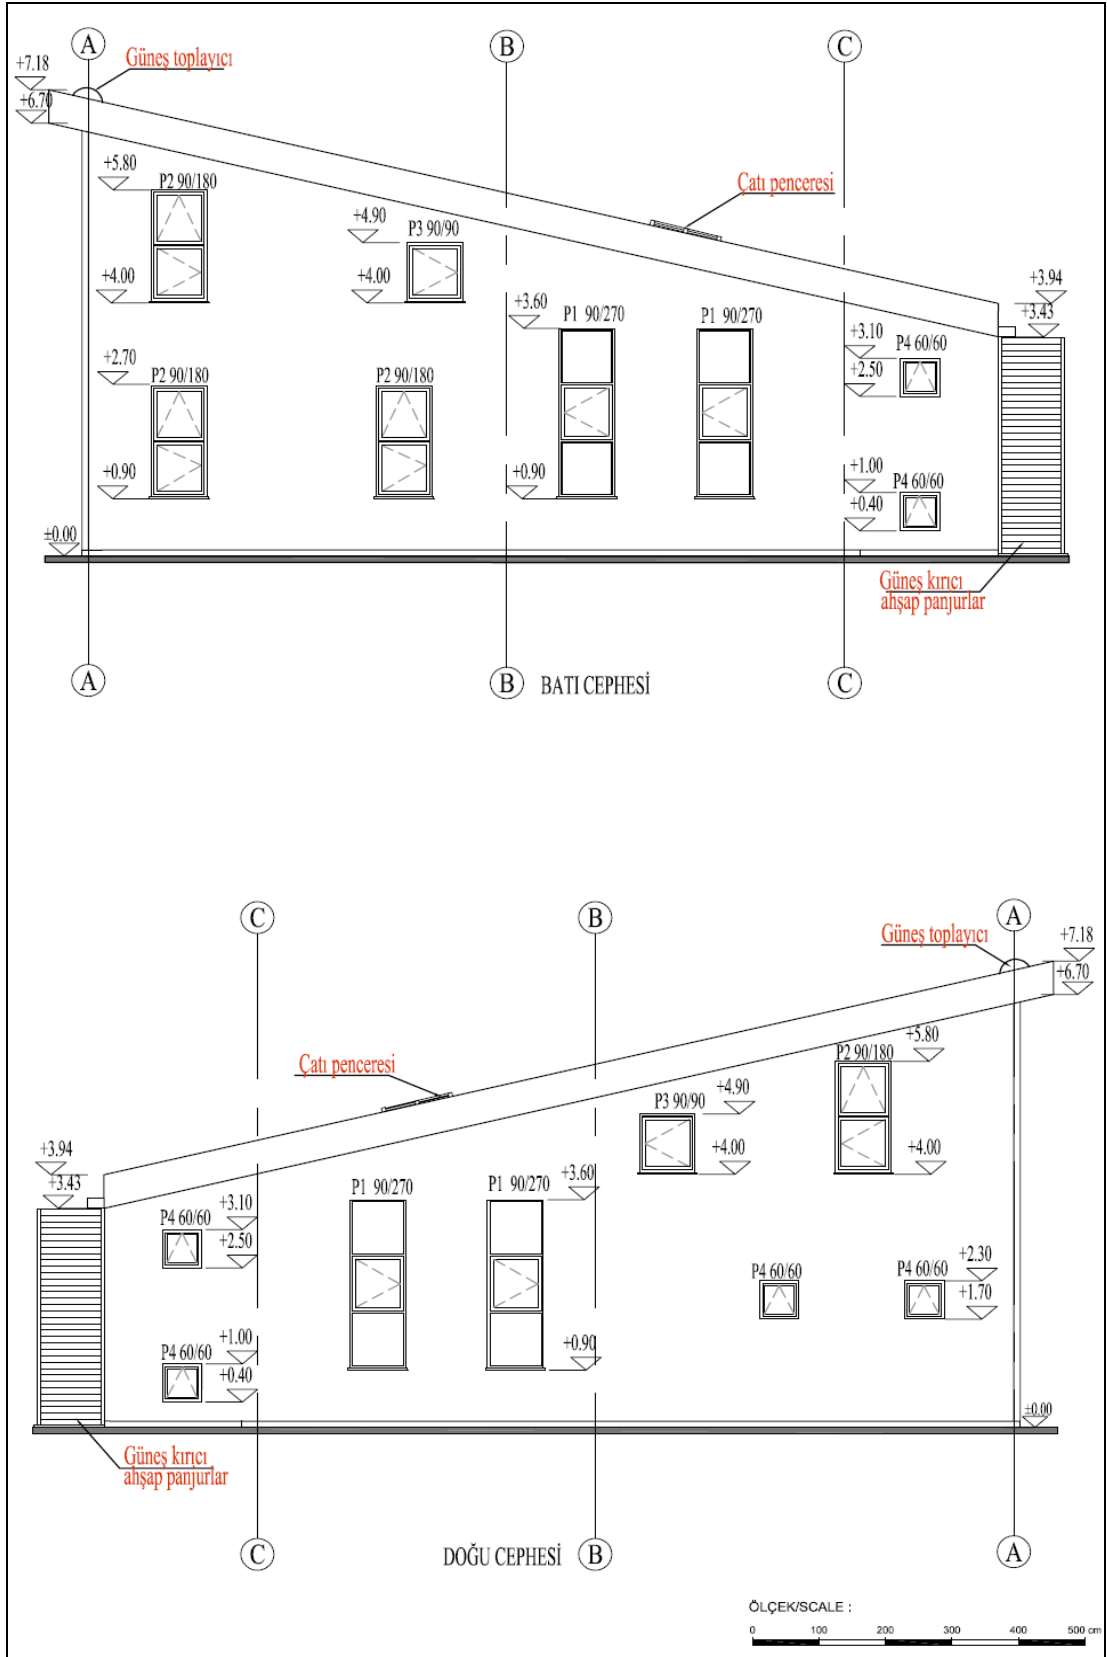 A
B
C
Güneş toplayıcı
+7.18
+6.70
+5.80
P2 90/180
Çatı penceresi
+4.90
P3 90/90
+4.00
+4.00
+3.94
+3.43
+3.60
P1 90/270
P1 90/270
+3.10
P4 60/60
+2.50
+2.70
P2 90/180
P2 90/180
+0.90
+0.90
+1.00
P4 60/60
+0.40
±0.00
Güneş kırıcı
ahşap panjurlar
A
B
BATI CEPHESİ
C
C
B
A
Güneş toplayıcı
+7.18
+6.70
+5.80
P2 90/180
Çatı penceresi
+4.90
P3 90/90
+4.00
+4.00
+3.94
+3.43
+3.60
P1 90/270
P1 90/270
+3.10
P4 60/60
+2.50
+2.30
P4 60/60
P4 60/60
+1.70
+1.00
P4 60/60
+0.40
+0.90
±0.00
Güneş kırıcı
ahşap panjurlar
C
DOĞU CEPHESİ
B
A
ÖLÇEK/SCALE :
0 100 200 300 400 500 cm